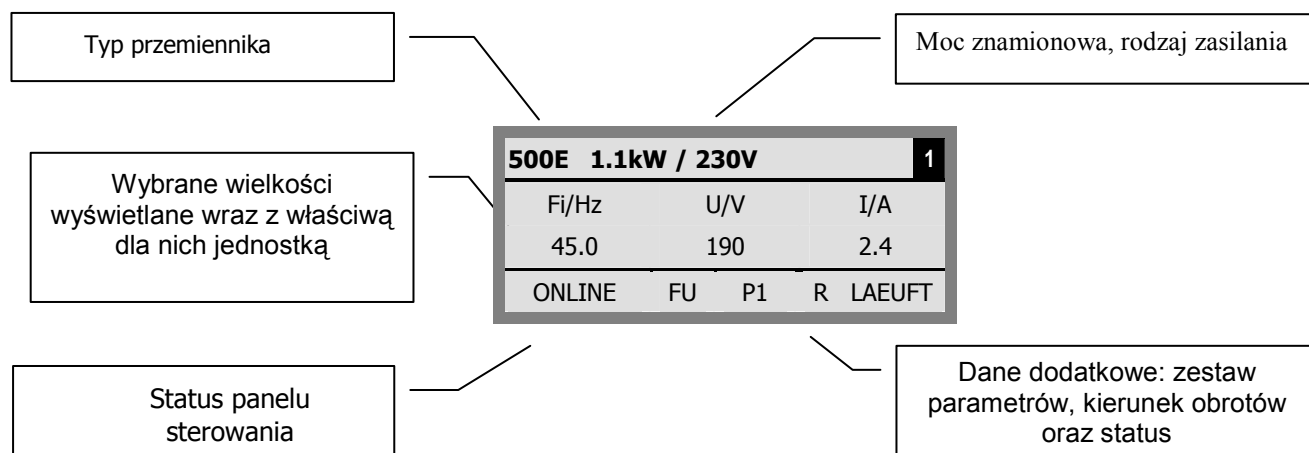 Typ przemiennika
Moc znamionowa, rodzaj zasilania
Wybrane wielkości
wyświetlane wraz z właściwą
dla nich jednostką
500E 1.1kW / 230V 1
Fi/Hz U/V I/A
45.0 190 2.4
ONLINE FU P1 R LAEUFT
Status panelu
sterowania
Dane dodatkowe: zestaw
parametrów, kierunek obrotów
oraz status